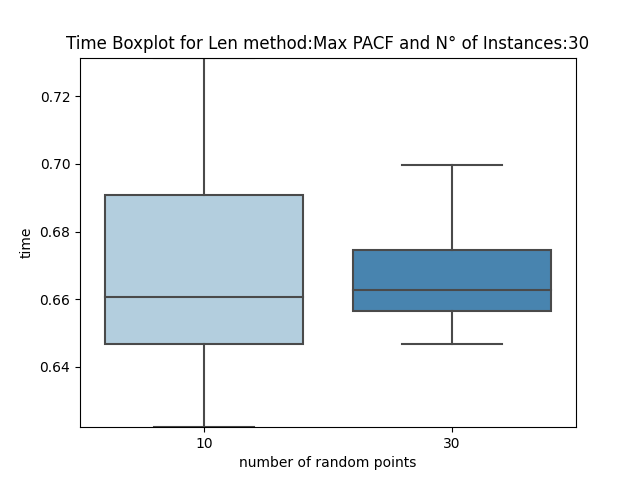 Time Boxplot for Len method:Max PACF and N° of Instances:30
0.72
0.70
0.68
0.66
0.64
time
10 30
number of random points